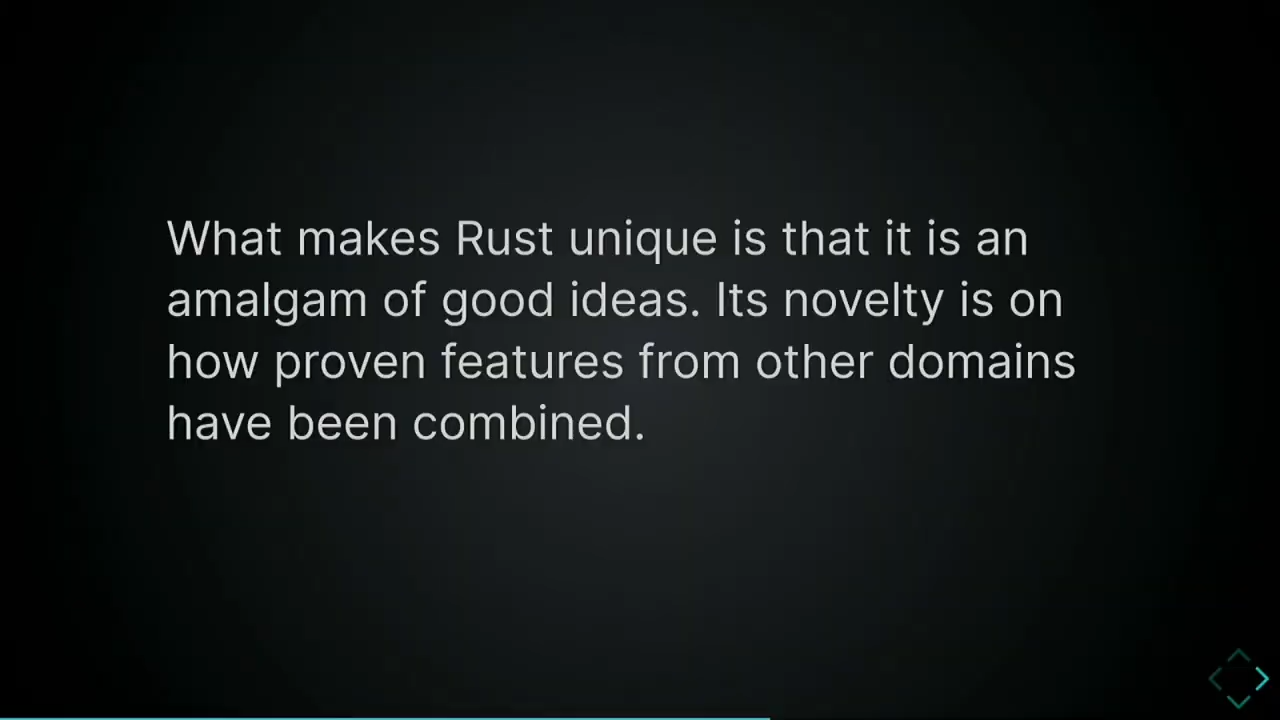 What makes Rust unique is that it is an
amalgam of good ideas. Its novelty is on
how proven features from other domains
have been combined.